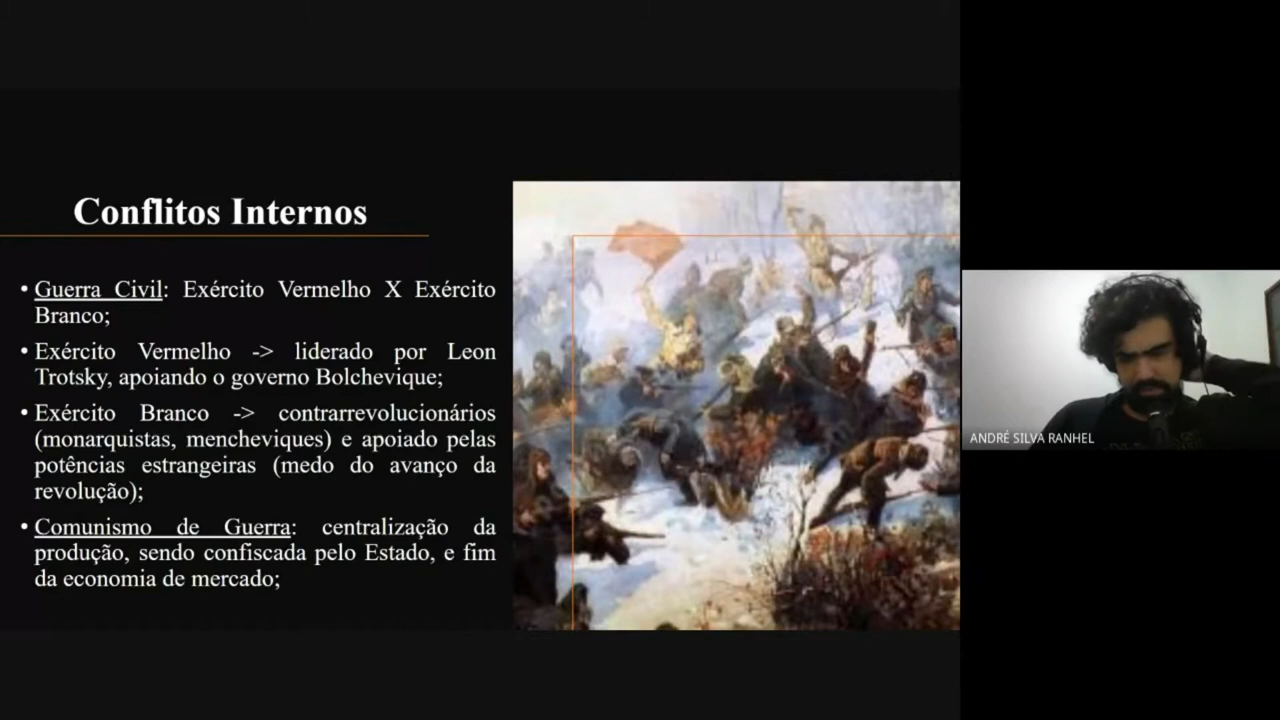 Conflitos Internos
• Guerra Civil: Exército Vermelho X Exército
Branco;
• Exército Vermelho -> liderado por Leon
Trotsky, apoiando o governo Bolchevique;
• Exército Branco -> contrarrevolucionários
(monarquistas, mencheviques) e apoiado pelas
potências estrangeiras (medo do avanço da
revolução);
• Comunismo de Guerra: centralização da
produção, sendo confiscada pelo Estado, e fim
da economia de mercado;
ANDRÉ SILVA RANHEL